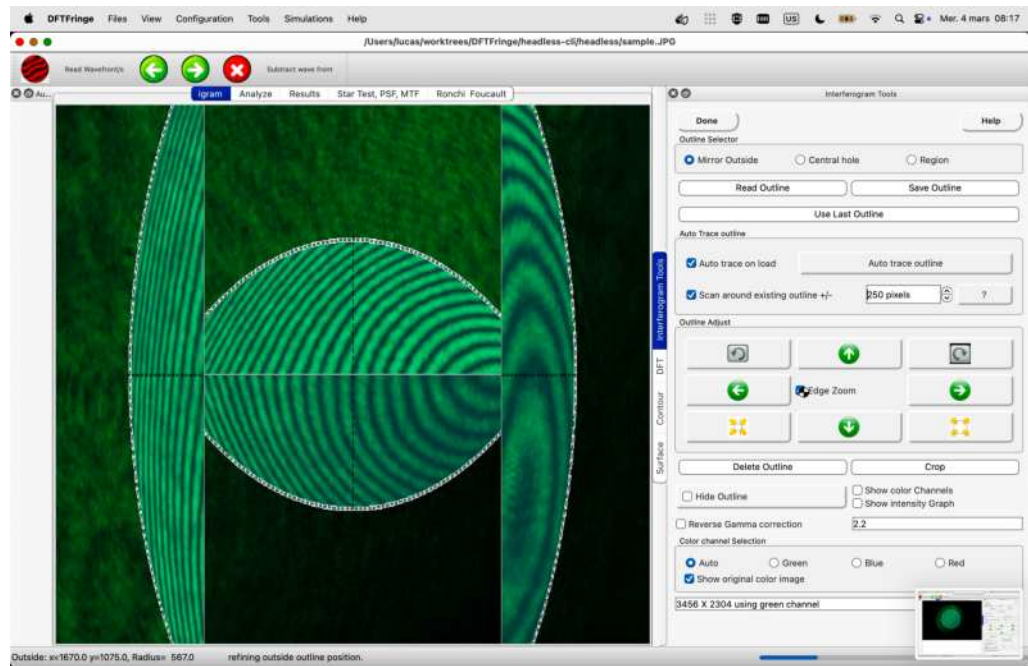 DFTFringe Files View Configuration Tools Simulations Help US Mer. 4 mars 08:17
/Users/lucas/worktrees/DFTFringe/headless-cli/headless/sample.JPG
Read Wavefront/s Subtract wave front
Au... igram Analyze Results Star Test, PSF, MTF Ronchi Foucault Interferogram Tools
Done Help
Outline Selector
Mirror Outside Central hole Region
Read Outline Save Outline
Use Last Outline
Auto Trace outline
Auto trace on load Auto trace outline
Scan around existing outline +/- 250 pixels ?
Outline Adjust
Edge Zoom
Delete Outline Crop
Hide Outline Show color Channels
Show intensity Graph
Reverse Gamma correction 2.2
Color channel Selection
Auto Green Blue Red
Show original color image
3456 X 2304 using green channel
Interferogram Tools
DFT
Contour
Surface
Outside: x=1670.0 y=1075.0, Radius= 567.0 refining outside outline position.